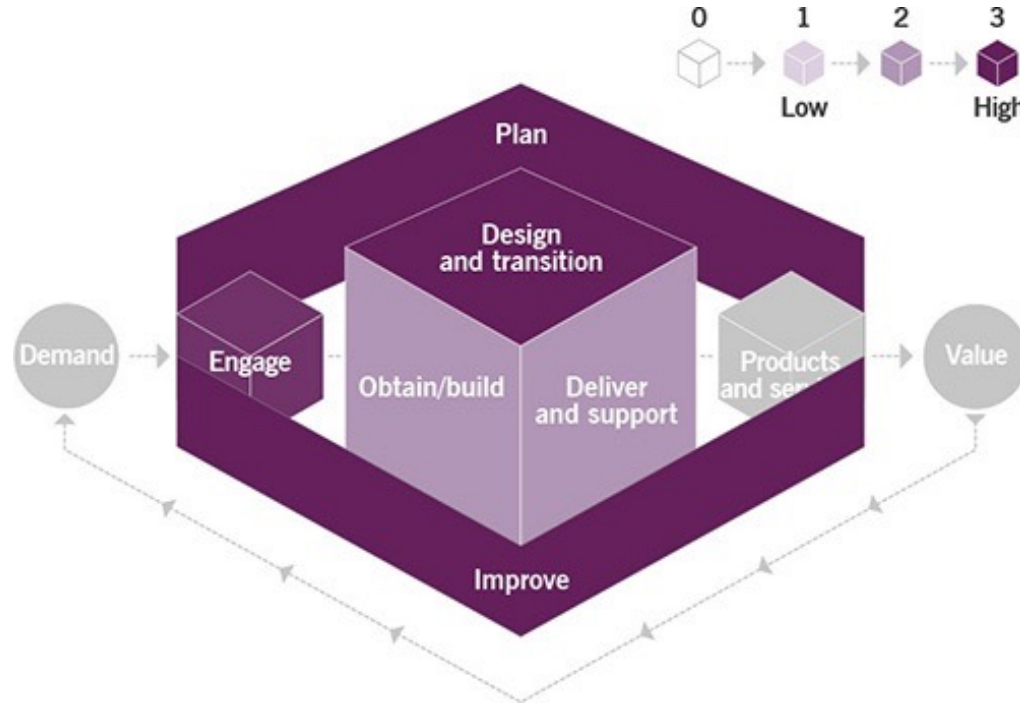 0 1 2 3
Low High
Plan
Design
and transition
Demand
Engage
Obtain/build
Deliver
and support
Products
and
Value
Improve